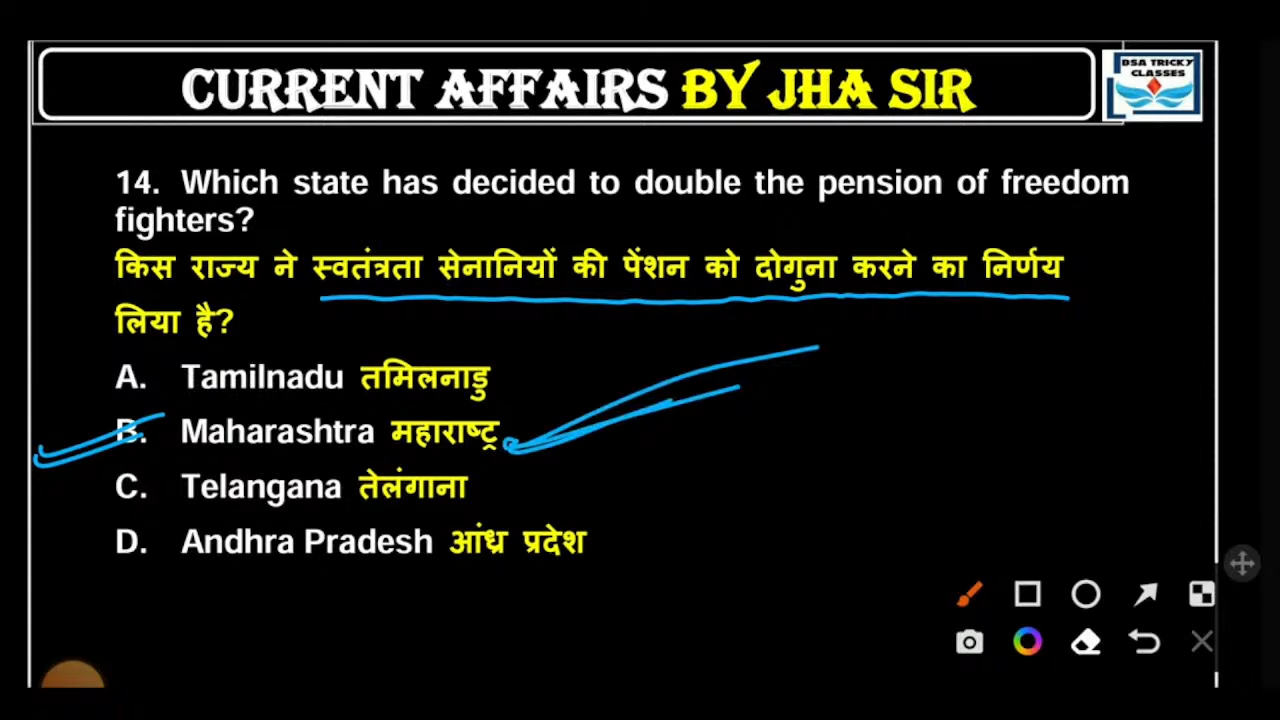 CURRENT AFFAIRS BY JHA SIR
DSA TRICKY
CLASSES
14. Which state has decided to double the pension of freedom
fighters?
किस राज्य ने स्वतंत्रता सेनानियों की पेंशन को दोगुना करने का निर्णय
लिया है?
A. Tamilnadu तमिलनाडु
B. Maharashtra महाराष्ट्र
C. Telangana तेलंगाना
D. Andhra Pradesh आंध्र प्रदेश